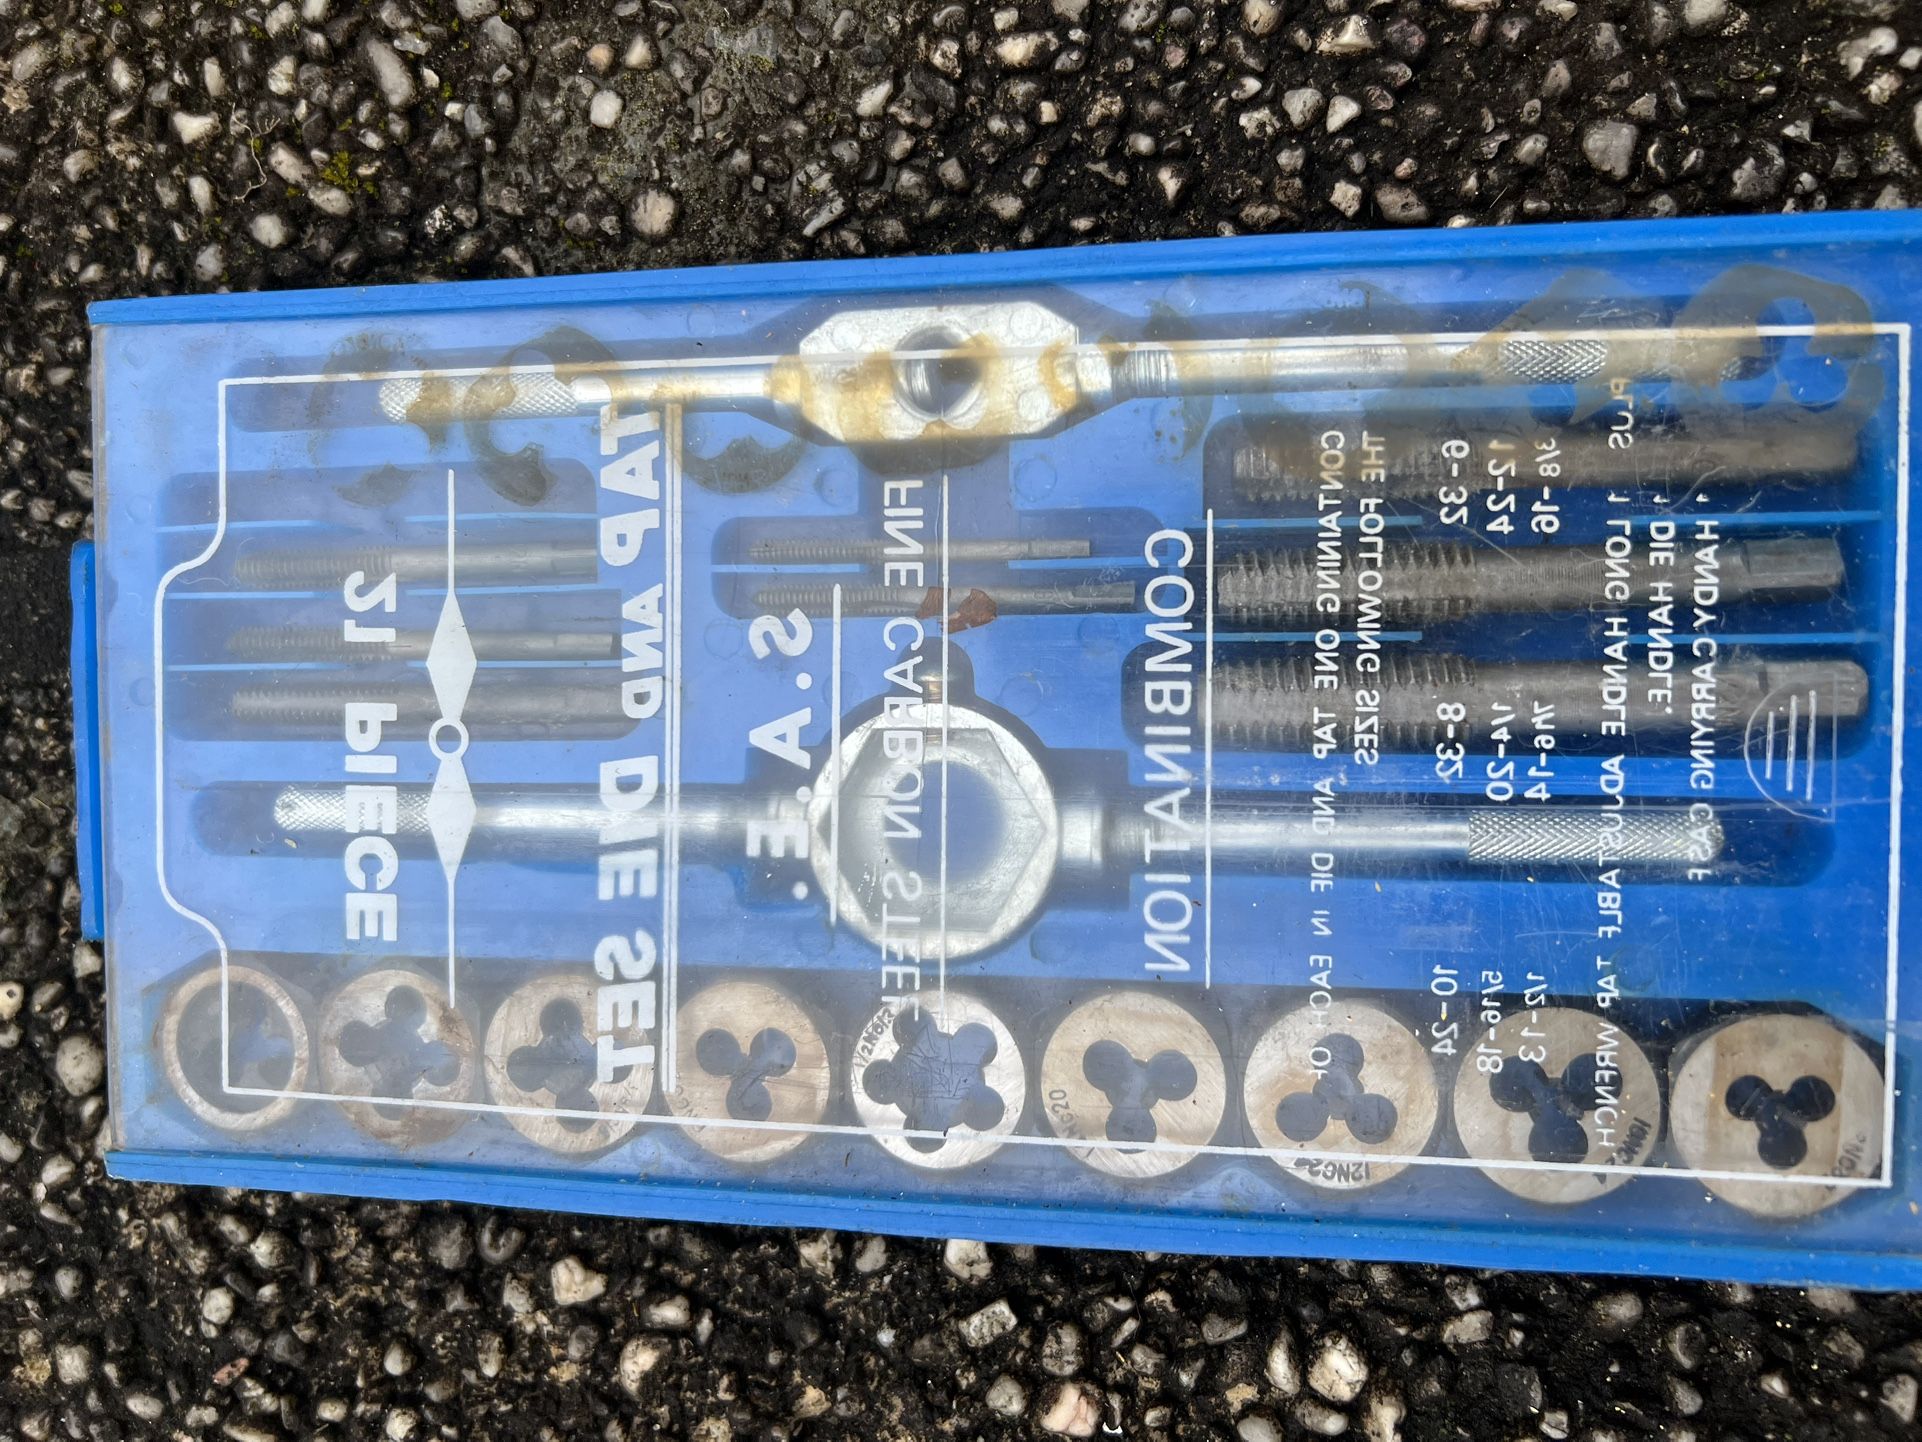 21 PIECE
TAP AND DIE SET
S.A.E.
FINE CARBON STEEL
COMBINATION
CONTAINING ONE TAP AND DIE IN EACH OF
THE FOLLOWING SIZES
6-32 8-32 10-24
12-24 1/4-20 5/16-18
3/8-16 7/16-14 1/2-13
PLUS 1 LONG HANDLE ADJUSTABLE TAP WRENCH
1 DIE HANDLE.
1 HANDY CARRYING CASE
1/2NC13
12NC24